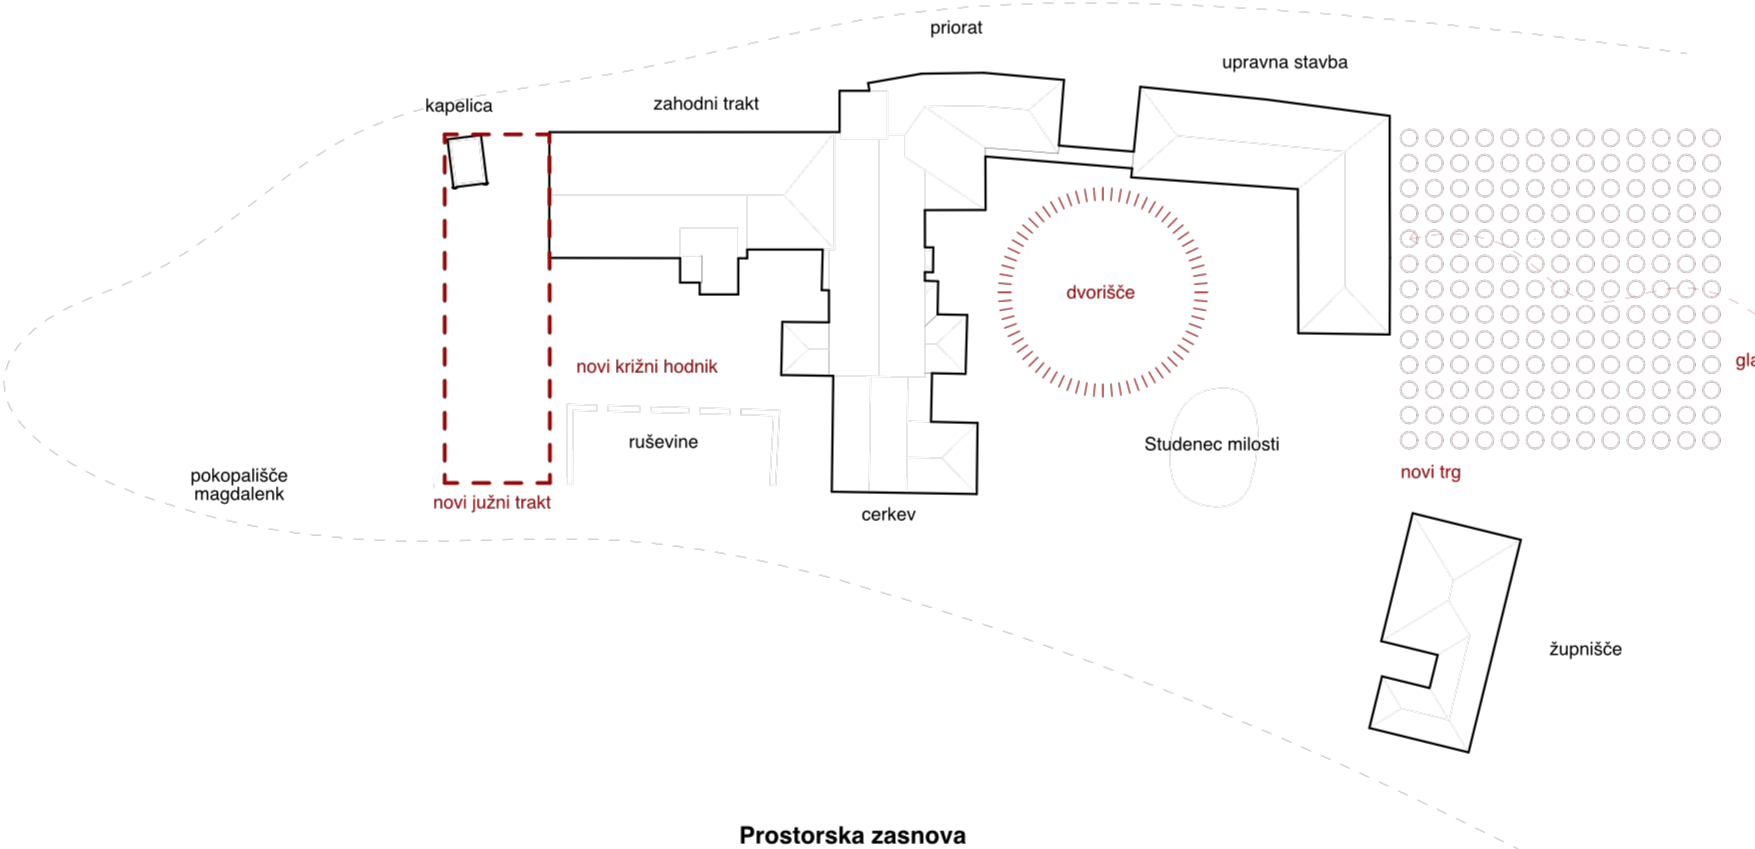 priorat
upravna stavba
kapelica
zahodni trakt
dvorišče
novi križni hodnik
gla
ruševine
Studenec milosti
pokopališče
magdalenk
novi trg
novi južni trakt
cerkev
župnišče
Prostorska zasnova